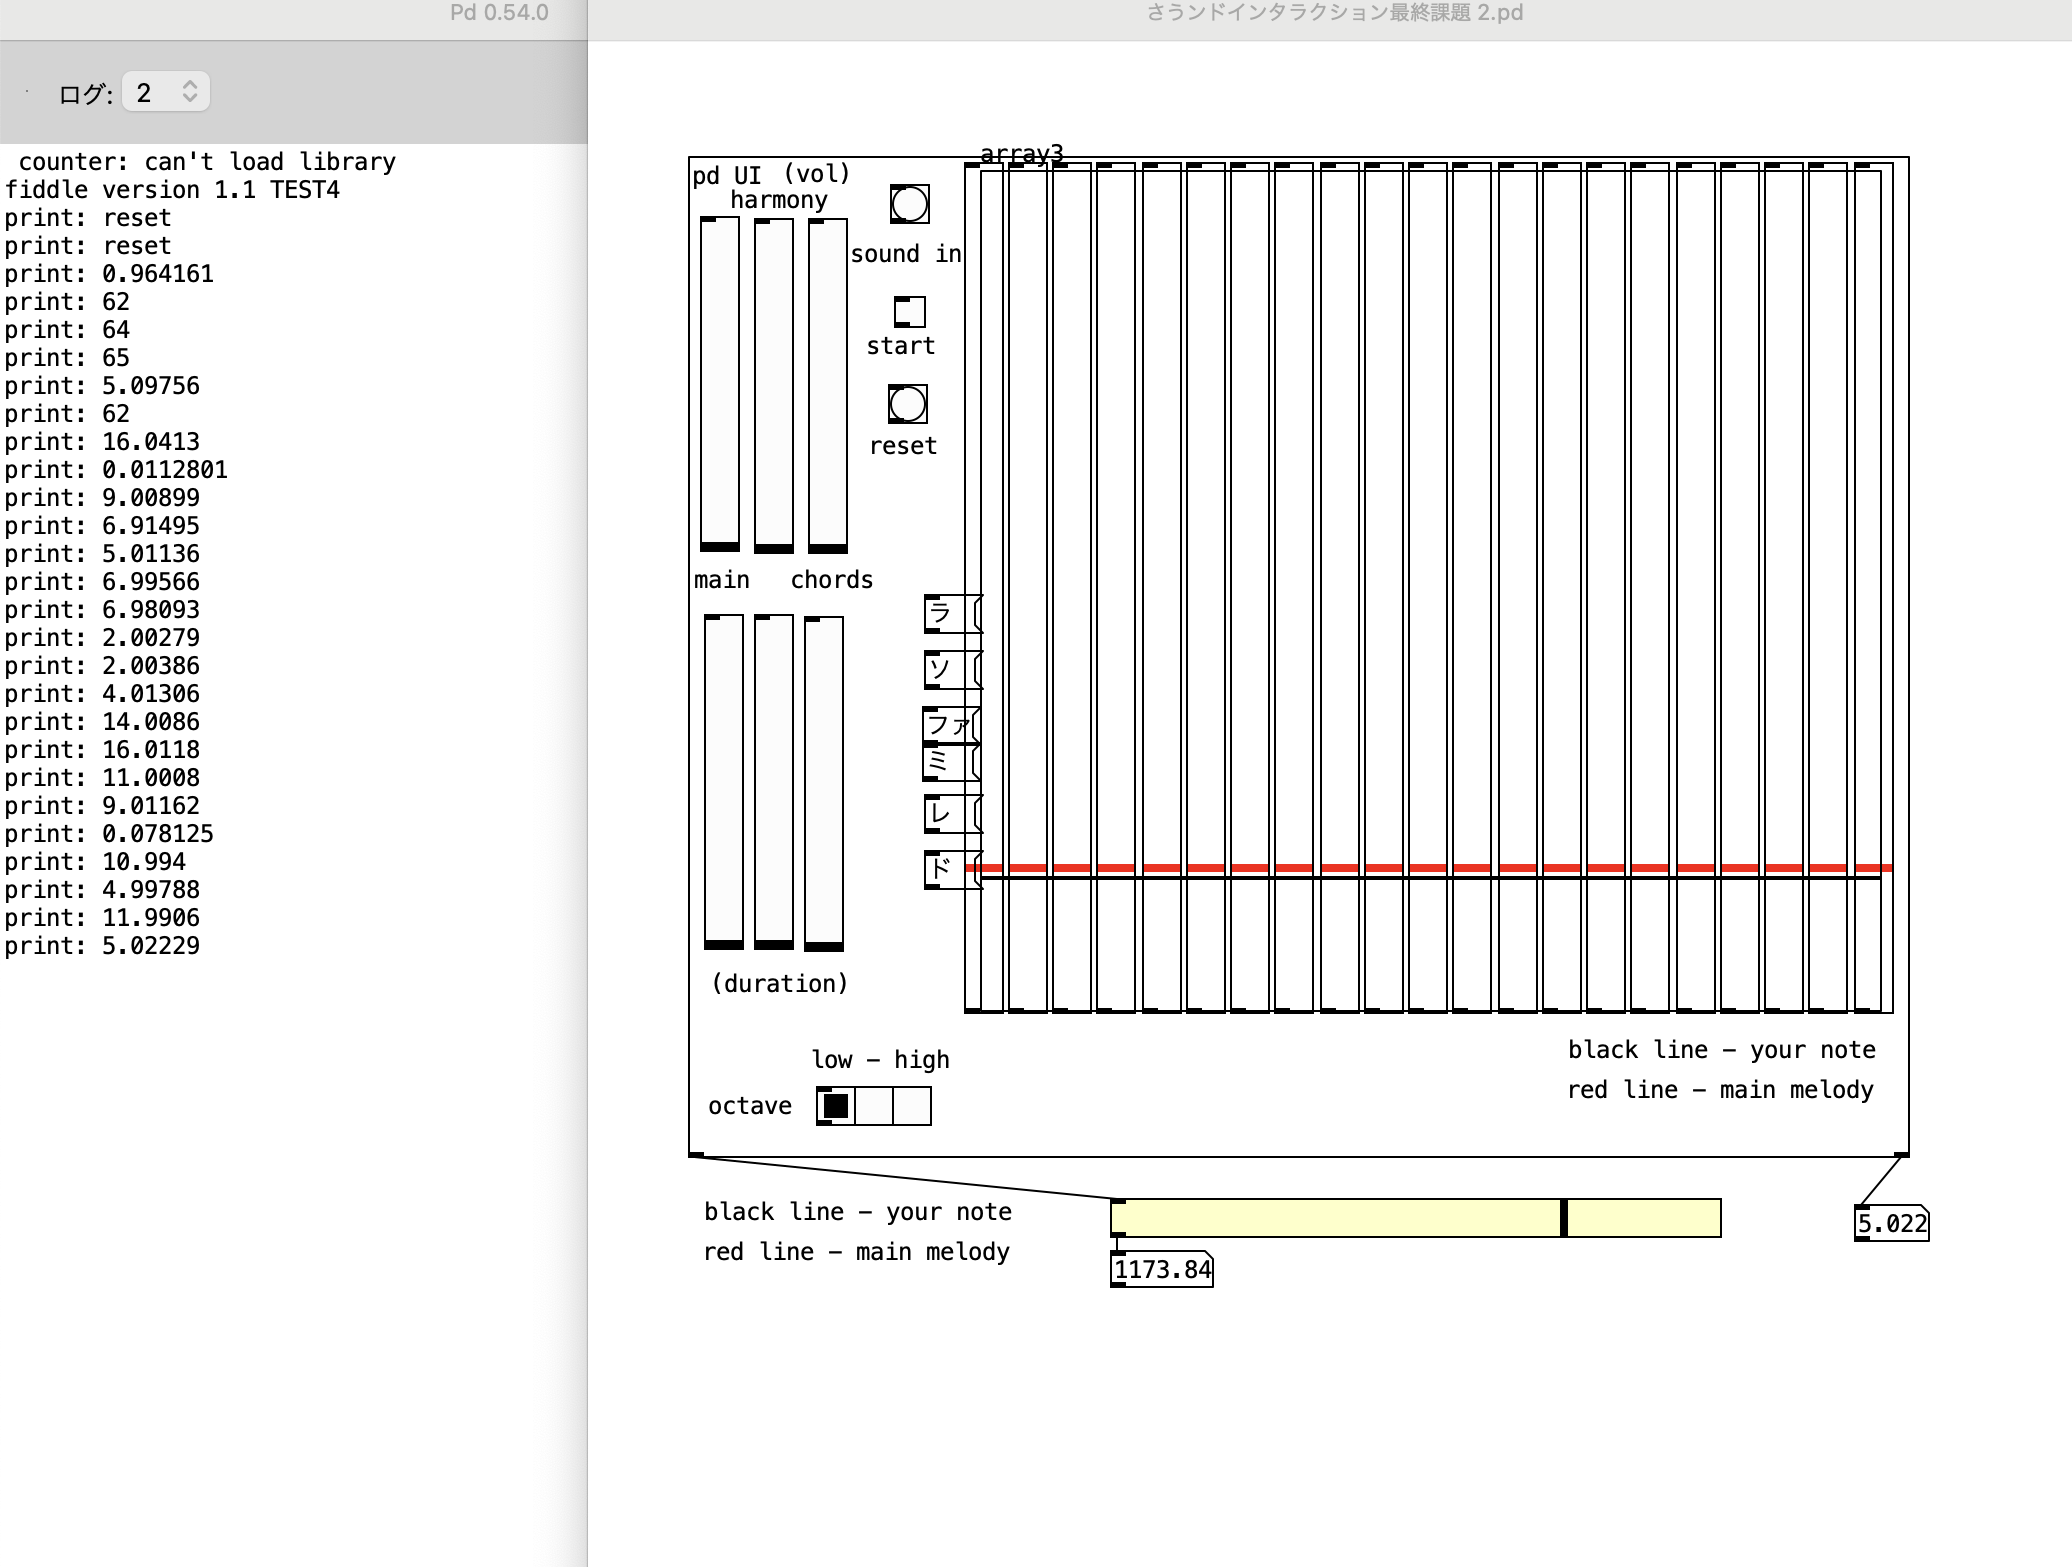 Pd 0.54.0
ログ: 2
counter: can't load library
fiddle version 1.1 TEST4
print: reset
print: reset
print: 0.964161
print: 62
print: 64
print: 65
print: 5.09756
print: 62
print: 16.0413
print: 0.0112801
print: 9.00899
print: 6.91495
print: 5.01136
print: 6.99566
print: 6.98093
print: 2.00279
print: 2.00386
print: 4.01306
print: 14.0086
print: 16.0118
print: 11.0008
print: 9.01162
print: 0.078125
print: 10.994
print: 4.99788
print: 11.9906
print: 5.02229
さうンドインタラクション最終課題 2.pd
array3
pd UI (vol)
harmony
sound in
start
reset
main chords
ラ
ソ
ファ
ミ
レ
ド
(duration)
low - high
octave
black line - your note
red line - main melody
black line - your note
red line - main melody
1173.84
5.022